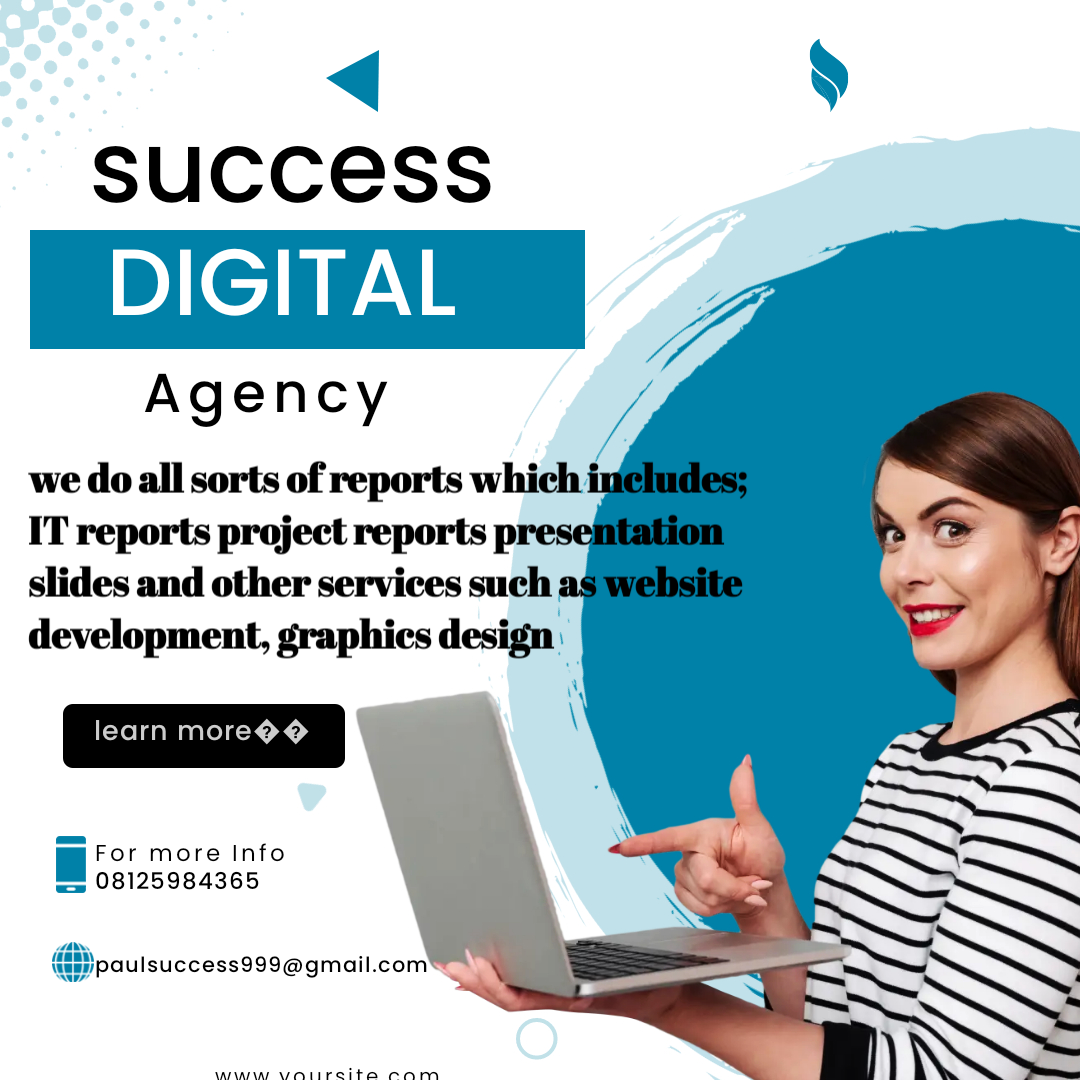 success
DIGITAL
Agency
we do all sorts of reports which includes;
IT reports project reports presentation
slides and other services such as website
development, graphics design
learn more��
For more Info
08125984365
paulsuccess999@gmail.com
www.yoursite.com